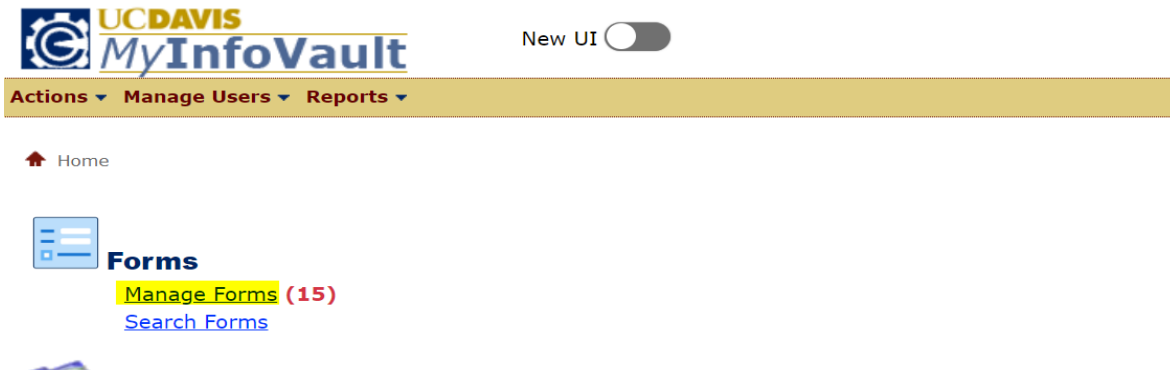 UCDAVIS
MyInfoVault
New UI
Actions Manage Users Reports
Home
Forms
Manage Forms (15)
Search Forms